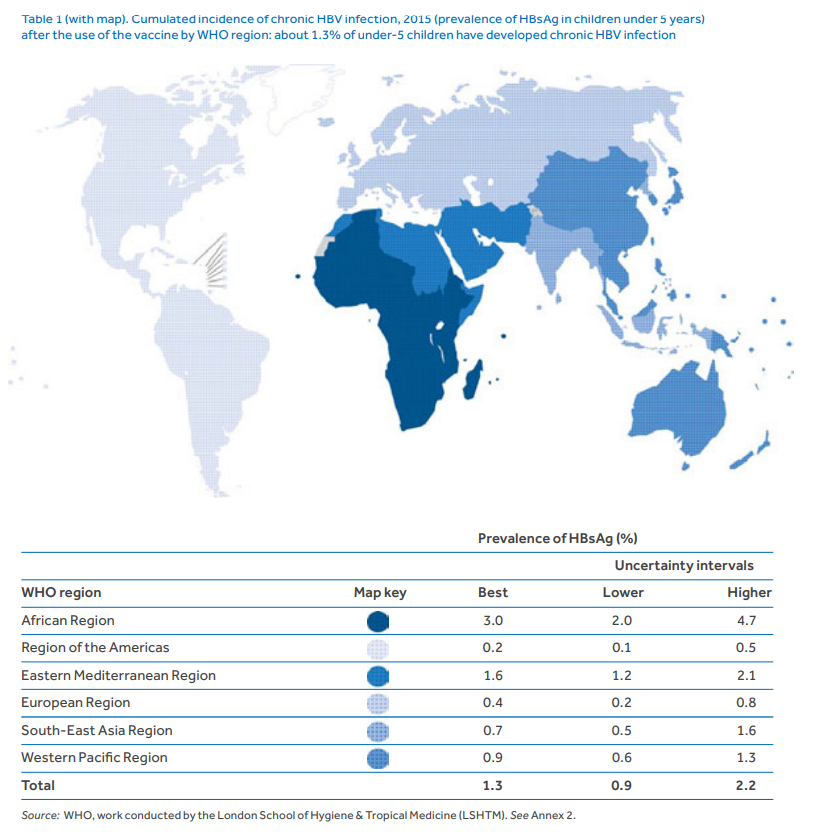 Table 1 (with map). Cumulated incidence of chronic HBV infection, 2015 (prevalence of HBsAg in children under 5 years)
after the use of the vaccine by WHO region: about 1.3% of under-5 children have developed chronic HBV infection
Prevalence of HBsAg (%)
Uncertainty intervals
WHO region Map key Best Lower Higher
African Region 3.0 2.0 4.7
Region of the Americas 0.2 0.1 0.5
Eastern Mediterranean Region 1.6 1.2 2.1
European Region 0.4 0.2 0.8
South-East Asia Region 0.7 0.5 1.6
Western Pacific Region 0.9 0.6 1.3
Total 1.3 0.9 2.2
Source: WHO, work conducted by the London School of Hygiene & Tropical Medicine (LSHTM). See Annex 2.